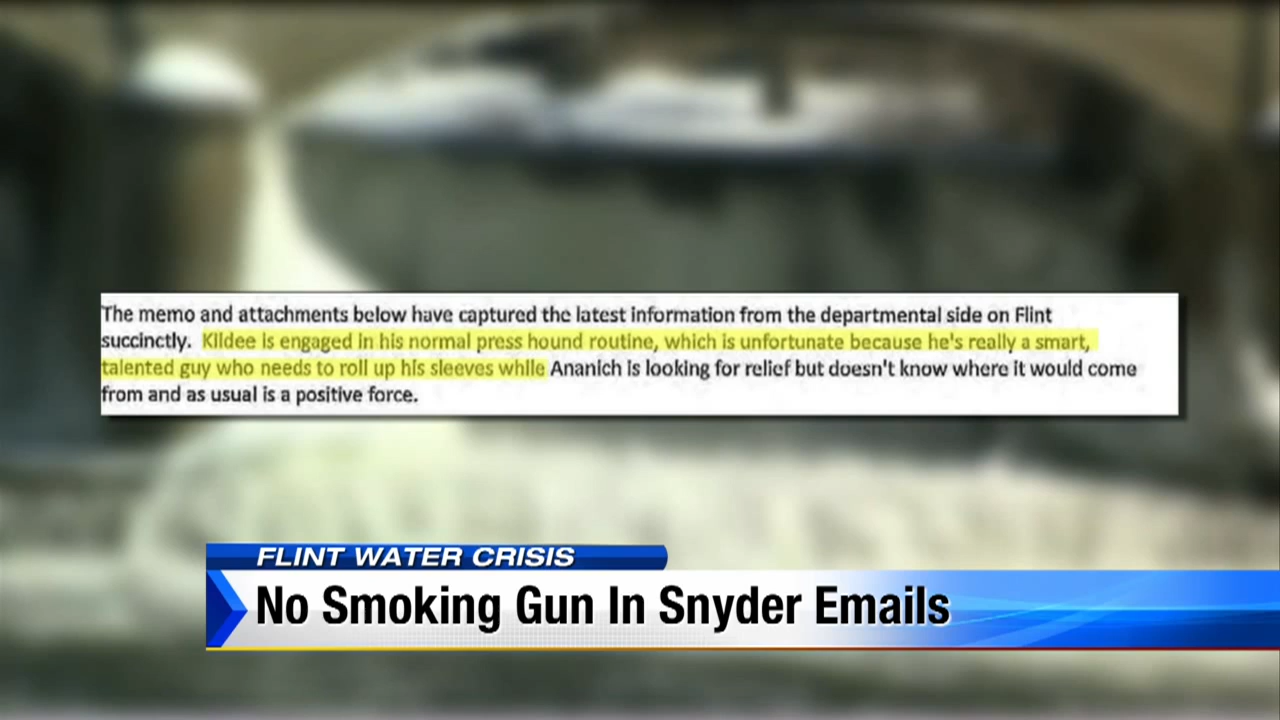 The memo and attachments below have captured the latest information from the departmental side on Flint
succinctly. Kildee is engaged in his normal press hound routine, which is unfortunate because he's really a smart,
talented guy who needs to roll up his sleeves while Ananich is looking for relief but doesn't know where it would come
from and as usual is a positive force.
FLINT WATER CRISIS
No Smoking Gun In Snyder Emails